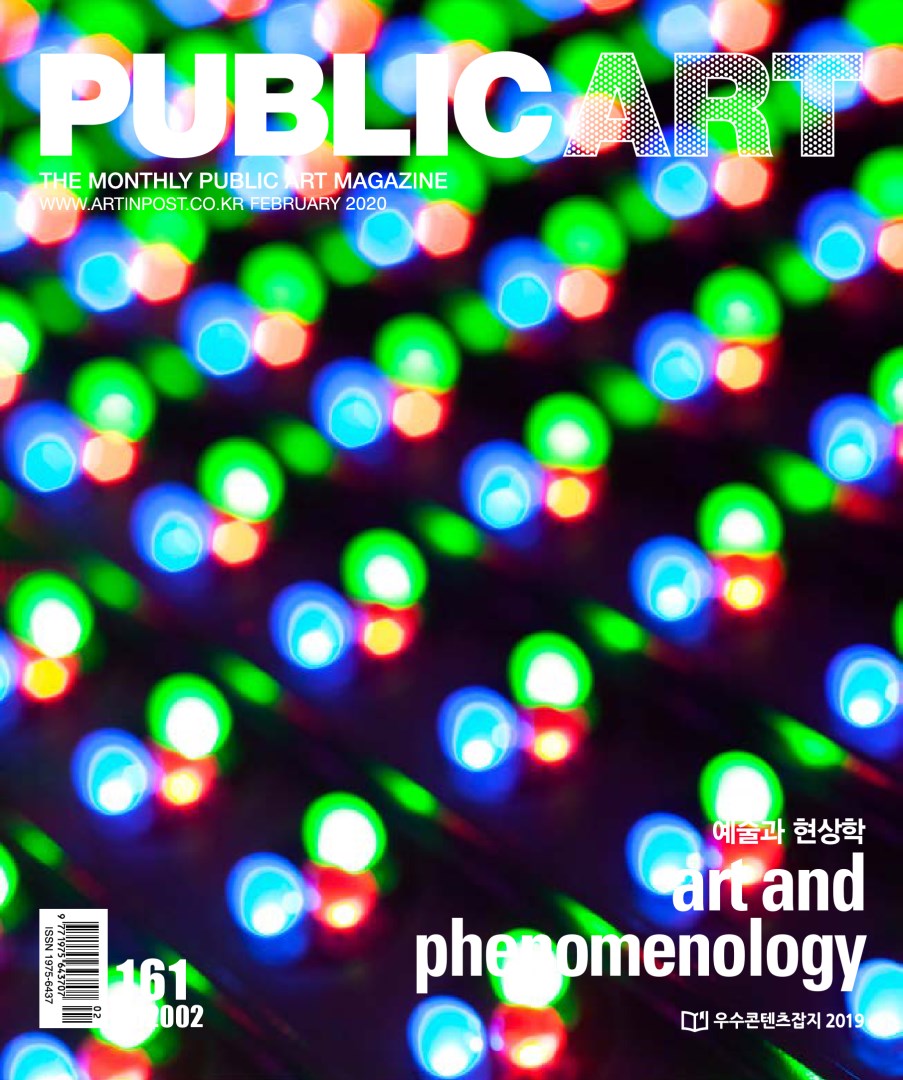 PUBLIC ART
THE MONTHLY PUBLIC ART MAGAZINE
WWW.ARTINPOST.CO.KR FEBRUARY 2020
예술과 현상학
art and
phenomenology
우수콘텐츠잡지 2019
161
9 771975 643707
02
ISSN 1975-6437